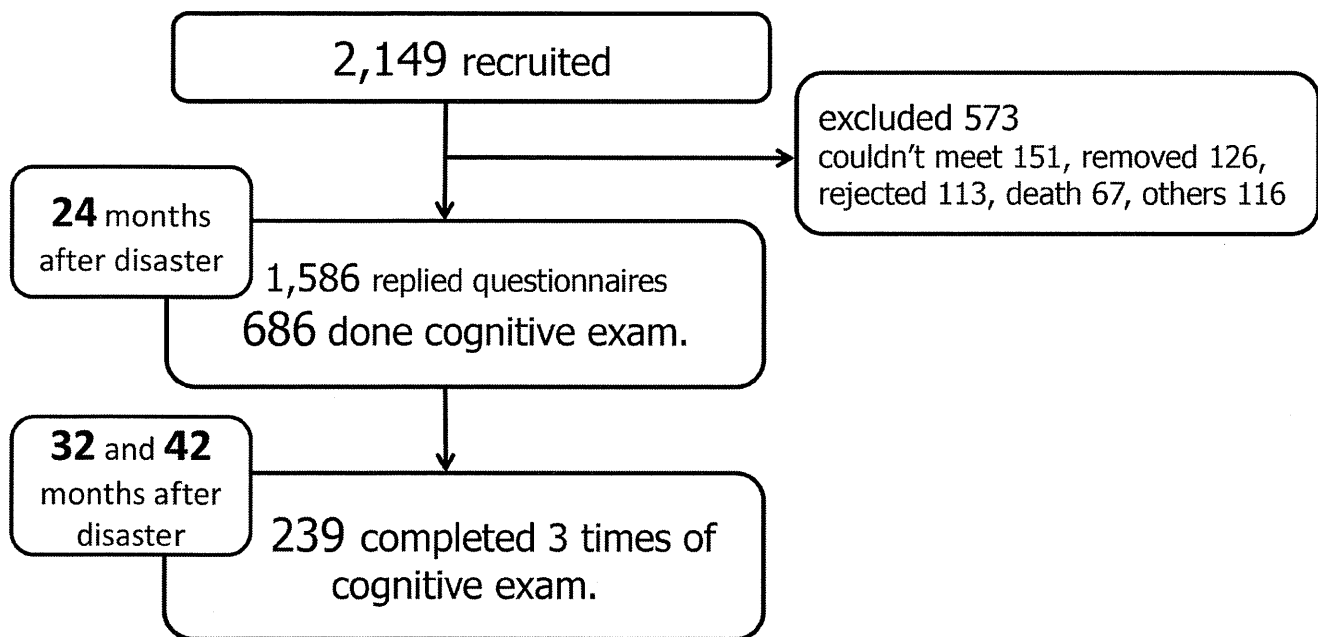 2,149 recruited
excluded 573
couldn't meet 151, removed 126,
rejected 113, death 67, others 116
24 months
after disaster
1,586 replied questionnaires
686 done cognitive exam.
32 and 42
months after
disaster
239 completed 3 times of
cognitive exam.